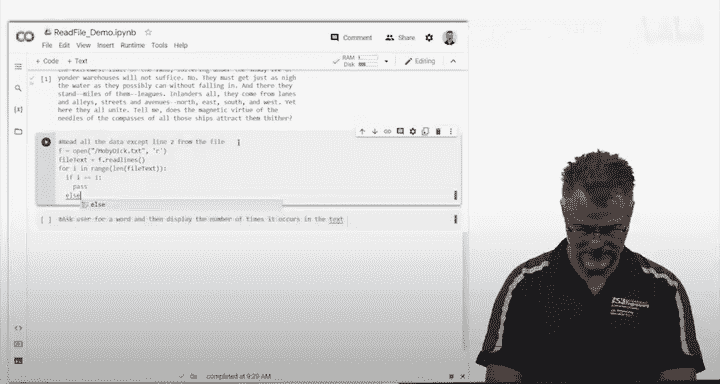 ReadFile_Demo.ipynb
Comment
Share
File Edit View Insert Runtime Tools Help
+ Code + Text
RAM
Disk
Editing
[1]
yonder warehouses will not suffice. No. They must get just as nigh
the water as they possibly can without falling in. And there they
stand--miles of them--leagues. Inlanders all, they come from lanes
and alleys, streets and avenues--north, east, south, and west. Yet
here they all unite. Tell me, does the magnetic virtue of the
needles of the compasses of all those ships attract them thither?
#Read all the data except line 2 from the file
f = open("/MobyDick.txt", 'r')
fileText = f.readlines()
for i in range(len(fileText)):
if i == 1:
pass
else
else
[ ] #Ask user for a word and then display the number of times it occurs in the text
completed at 9:29 AM